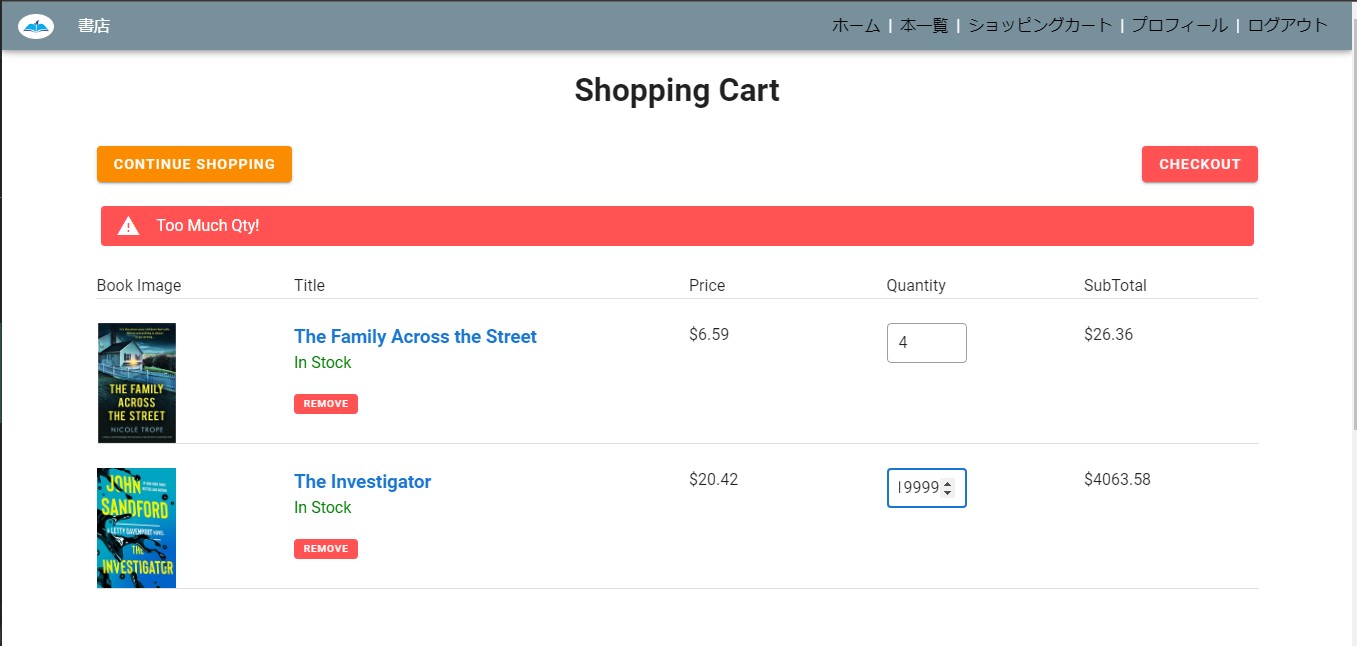 書店
ホーム | 本一覧 | ショッピングカート | プロフィール | ログアウト
Shopping Cart
CONTINUE SHOPPING
CHECKOUT
Too Much Qty!
Book Image Title Price Quantity SubTotal
The Family Across the Street $6.59 4 $26.36
In Stock
REMOVE
THE FAMILY
ACROSS
THE STREET
NICOLE TROPE
The Investigator $20.42 9999 $4063.58
In Stock
REMOVE
JOHN
SANDFORD
A LETTY DAVENPORT NOVEL
THE
INVESTIGATOR